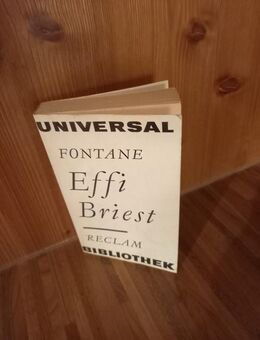 UNIVERSAL
FONTANE
Effi
Briest
RECLAM
BIBLIOTHEK